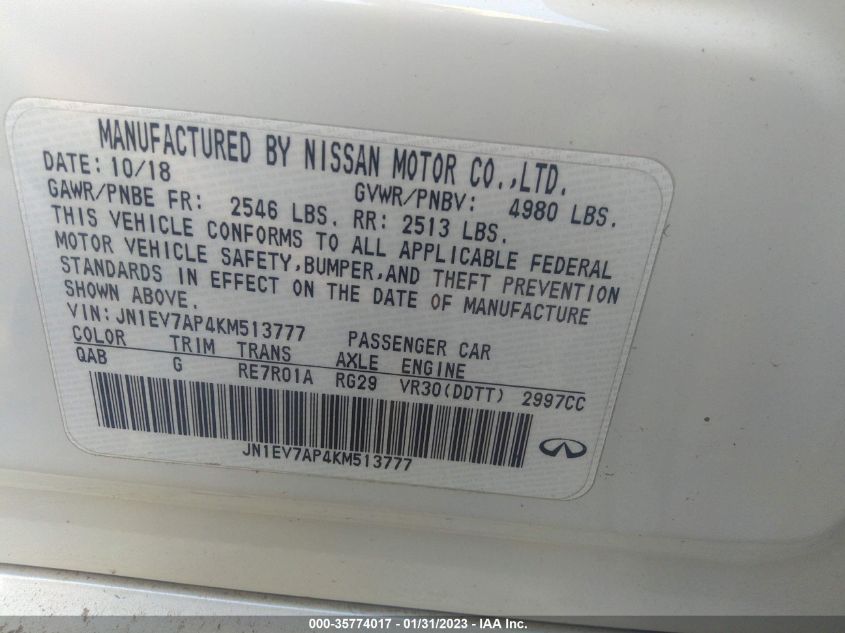 MANUFACTURED BY NISSAN MOTOR CO.,LTD.
DATE: 10/18 GVWR/PNBV: 4980 LBS.
GAWR/PNBE FR: 2546 LBS. RR: 2513 LBS.
THIS VEHICLE CONFORMS TO ALL APPLICABLE FEDERAL
MOTOR VEHICLE SAFETY,BUMPER,AND THEFT PREVENTION
STANDARDS IN EFFECT ON THE DATE OF MANUFACTURE
SHOWN ABOVE.
VIN: JN1EV7AP4KM513777 PASSENGER CAR
COLOR TRIM TRANS AXLE ENGINE
QAB G RE7R01A RG29 VR30(DDTT) 2997CC
JN1EV7AP4KM513777
000-35774017 - 01/31/2023 - IAA Inc.